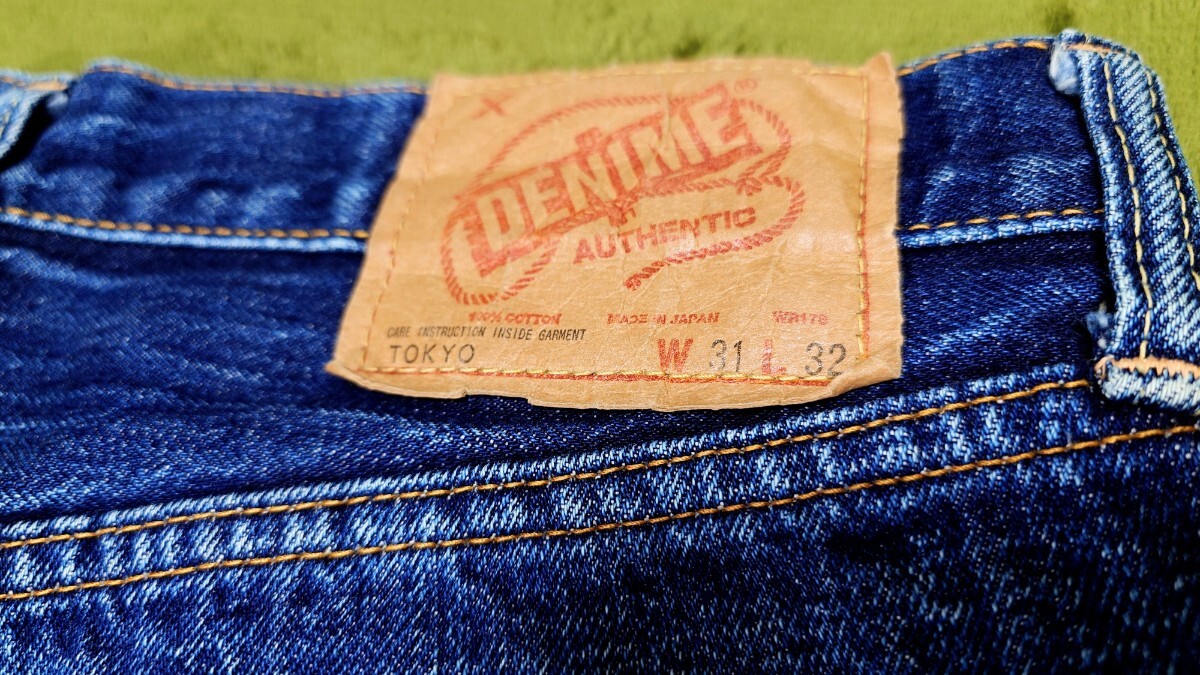 X
DENIME®
AUTHENTIC
100% COTTON MADE IN JAPAN WR178
CARE INSTRUCTION INSIDE GARMENT
TOKYO W 31 L 32